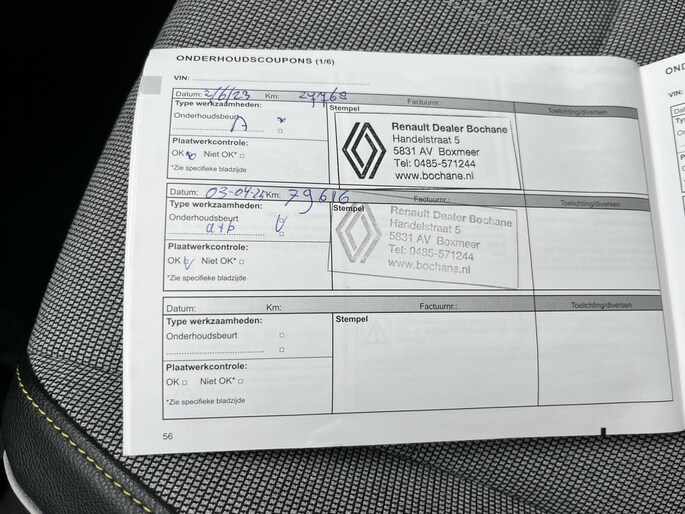 ONDERHOUDSCOUPONS (1/6)
VIN:
Datum: 2/6/23 Km: 27768 Factuurnr.: Toelichting/diversen
Type werkzaamheden: Stempel
Onderhoudsbeurt
A
Plaatwerkcontrole:
OK Niet OK*
*Zie specifieke bladzijde
Renault Dealer Bochane
Handelstraat 5
5831 AV Boxmeer
Tel: 0485-571244
www.bochane.nl
Datum: 03-04-25 Km: 79616 Factuurnr.: Toelichting/diversen
Type werkzaamheden: Stempel
Onderhoudsbeurt
a+b
Plaatwerkcontrole:
OK Niet OK*
*Zie specifieke bladzijde
Renault Dealer Bochane
Handelstraat 5
5831 AV Boxmeer
Tel: 0485-571244
www.bochane.nl
Datum: Km: Factuurnr.: Toelichting/diversen
Type werkzaamheden: Stempel
Onderhoudsbeurt
Plaatwerkcontrole:
OK Niet OK*
*Zie specifieke bladzijde
56
VIN: